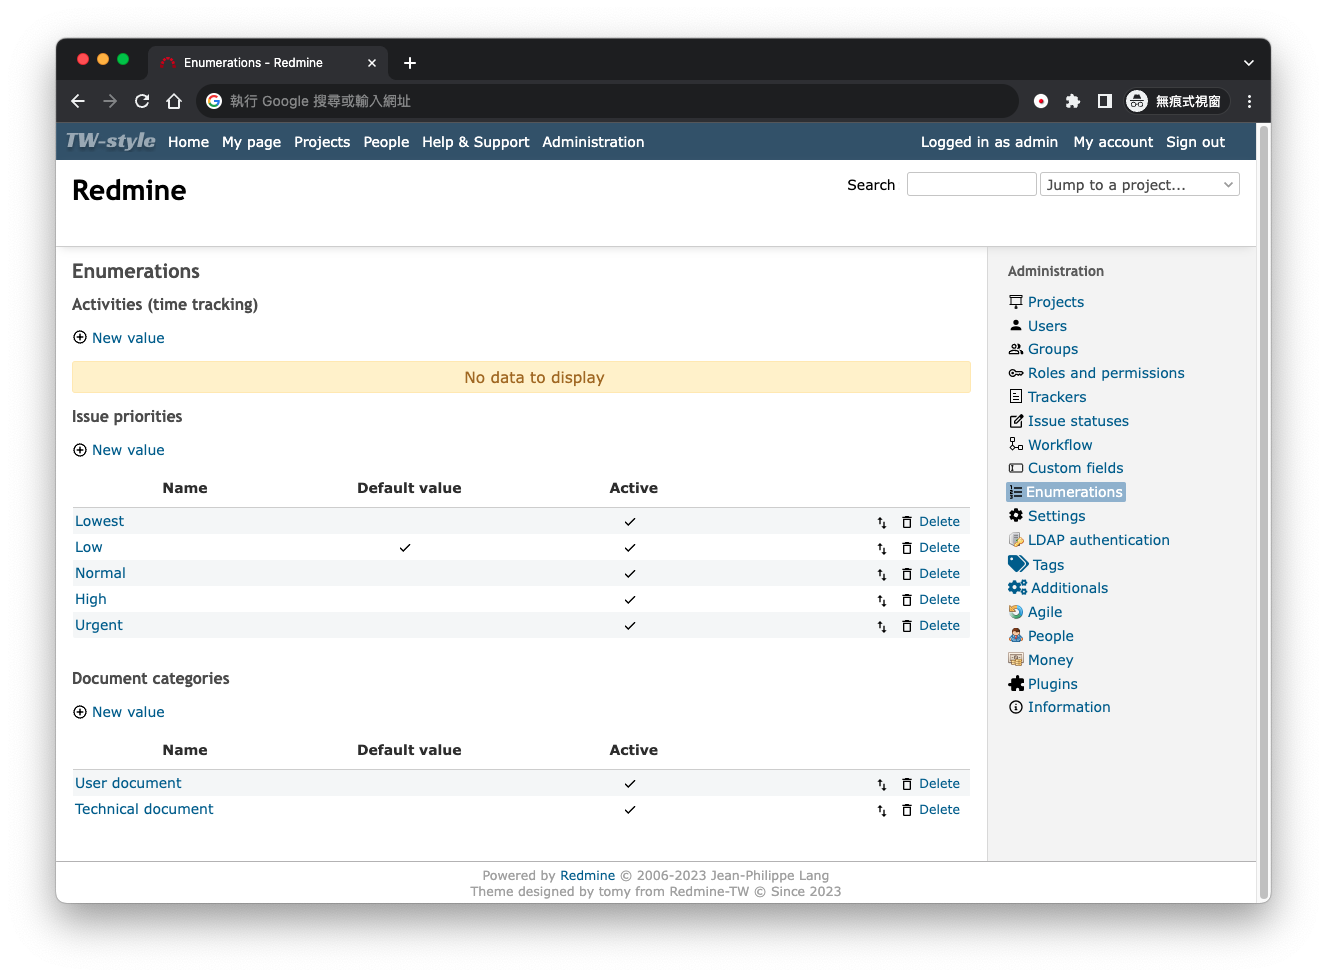 Enumerations - Redmine
執行 Google 搜尋或輸入網址
無痕式視窗
TW-style Home My page Projects People Help & Support Administration Logged in as admin My account Sign out
Redmine
Search Jump to a project...
Enumerations
Activities (time tracking)
New value
No data to display
Issue priorities
New value
Name Default value Active
Lowest Delete
Low Delete
Normal Delete
High Delete
Urgent Delete
Document categories
New value
Name Default value Active
User document Delete
Technical document Delete
Administration
Projects
Users
Groups
Roles and permissions
Trackers
Issue statuses
Workflow
Custom fields
Enumerations
Settings
LDAP authentication
Tags
Additionals
Agile
People
Money
Plugins
Information
Powered by Redmine © 2006-2023 Jean-Philippe Lang
Theme designed by tomy from Redmine-TW © Since 2023